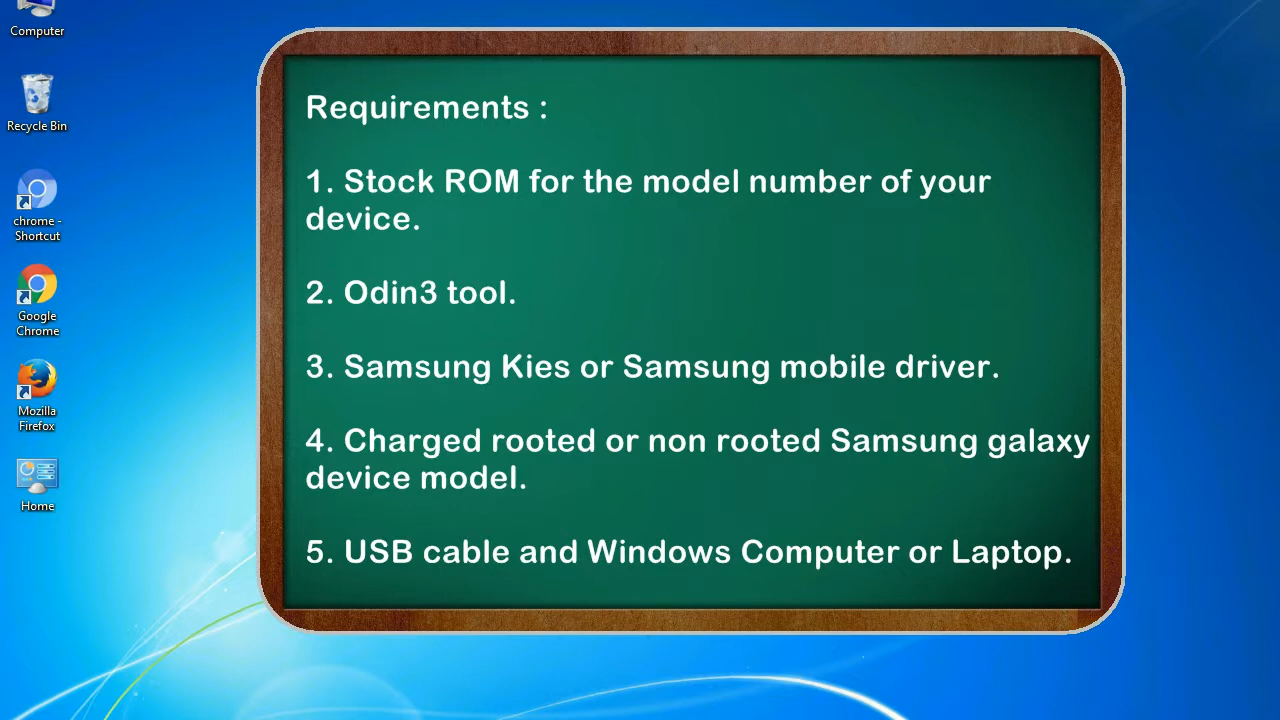 Computer
Recycle Bin
chrome -
Shortcut
Google
Chrome
Mozilla
Firefox
Home
Requirements :
1. Stock ROM for the model number of your
device.
2. Odin3 tool.
3. Samsung Kies or Samsung mobile driver.
4. Charged rooted or non rooted Samsung galaxy
device model.
5. USB cable and Windows Computer or Laptop.